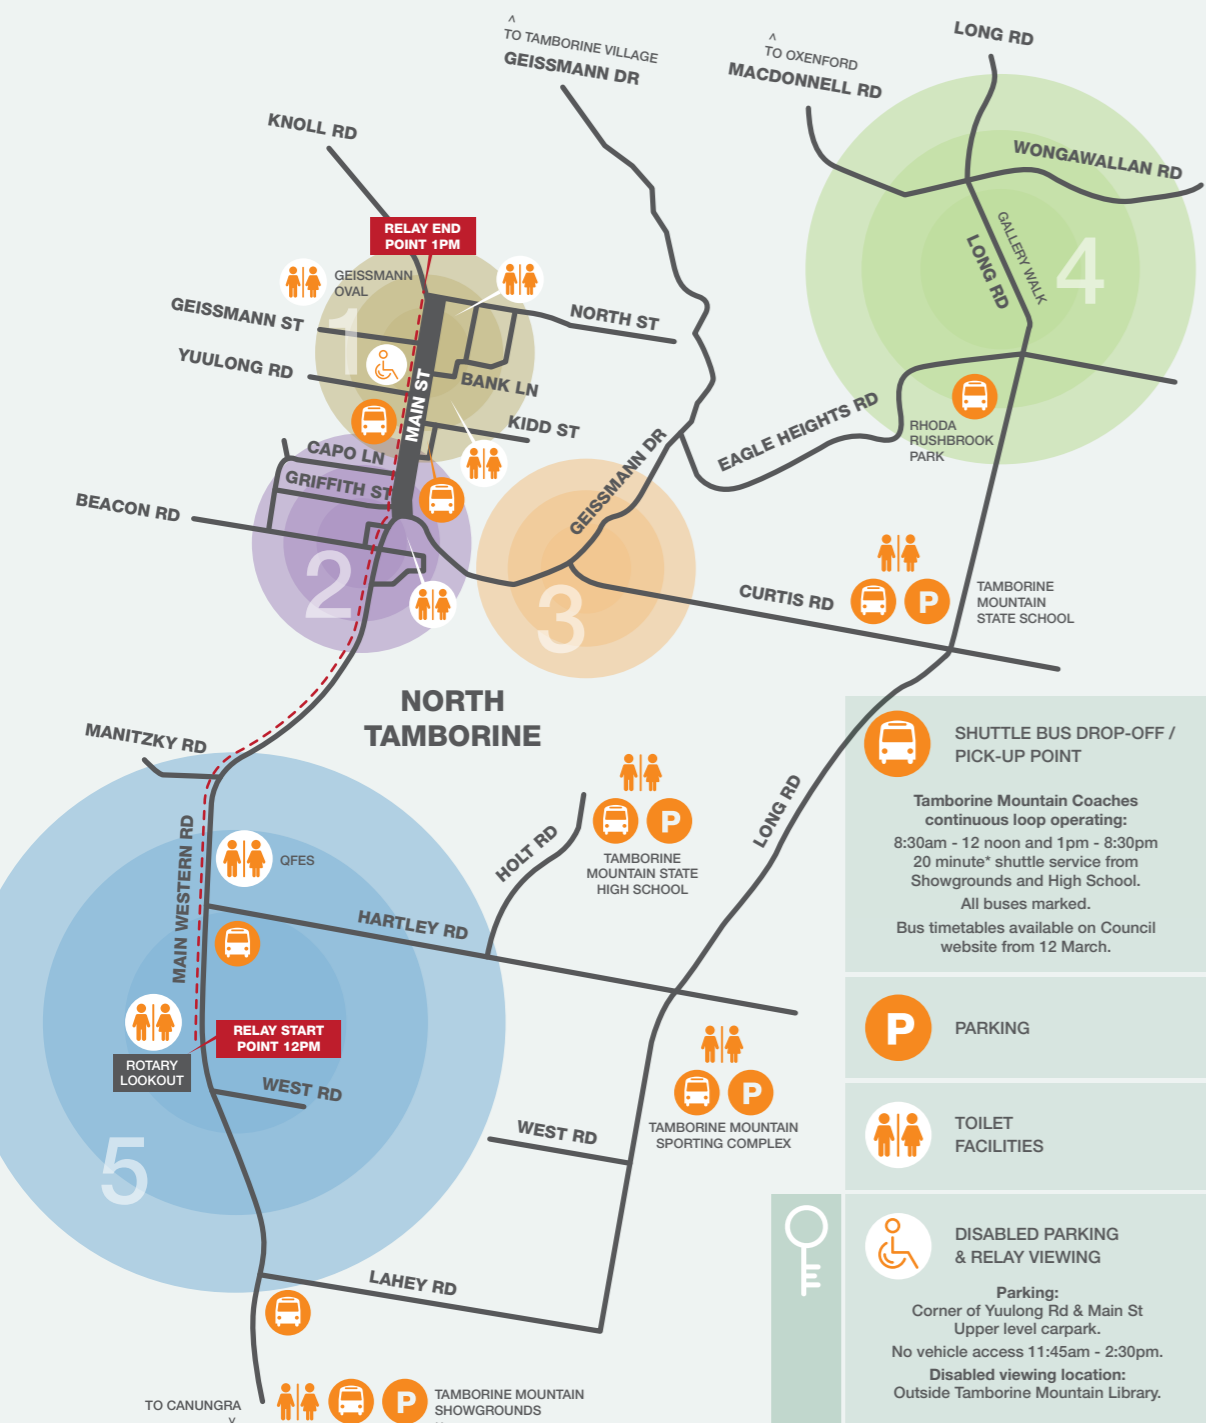 ^
TO TAMBORINE VILLAGE
GEISSMANN DR
^
TO OXENFORD
MACDONNELL RD
LONG RD
KNOLL RD
WONGAWALLAN RD
RELAY END
POINT 1PM
GEISSMANN
OVAL
GALLERY WALK
LONG RD
4
GEISSMANN ST
1
NORTH ST
YUULONG RD
BANK LN
MAIN ST
KIDD ST
EAGLE HEIGHTS RD
RHODA
RUSHBROOK
PARK
CAPO LN
GRIFFITH ST
BEACON RD
GEISSMANN DR
2
3
CURTIS RD
P
TAMBORINE
MOUNTAIN
STATE SCHOOL
NORTH
TAMBORINE
MANITZKY RD
MAIN WESTERN RD
QFES
HOLT RD
P
TAMBORINE
MOUNTAIN STATE
HIGH SCHOOL
LONG RD
HARTLEY RD
RELAY START
POINT 12PM
ROTARY
LOOKOUT
WEST RD
5
P
TAMBORINE MOUNTAIN
SPORTING COMPLEX
WEST RD
LAHEY RD
TO CANUNGRA
v
P
TAMBORINE MOUNTAIN
SHOWGROUNDS
SHUTTLE BUS DROP-OFF /
PICK-UP POINT
Tamborine Mountain Coaches
continuous loop operating:
8:30am - 12 noon and 1pm - 8:30pm
20 minute* shuttle service from
Showgrounds and High School.
All buses marked.
Bus timetables available on Council
website from 12 March.
P
PARKING
TOILET
FACILITIES
DISABLED PARKING
& RELAY VIEWING
Parking:
Corner of Yuulong Rd & Main St
Upper level carpark.
No vehicle access 11:45am - 2:30pm.
Disabled viewing location:
Outside Tamborine Mountain Library.